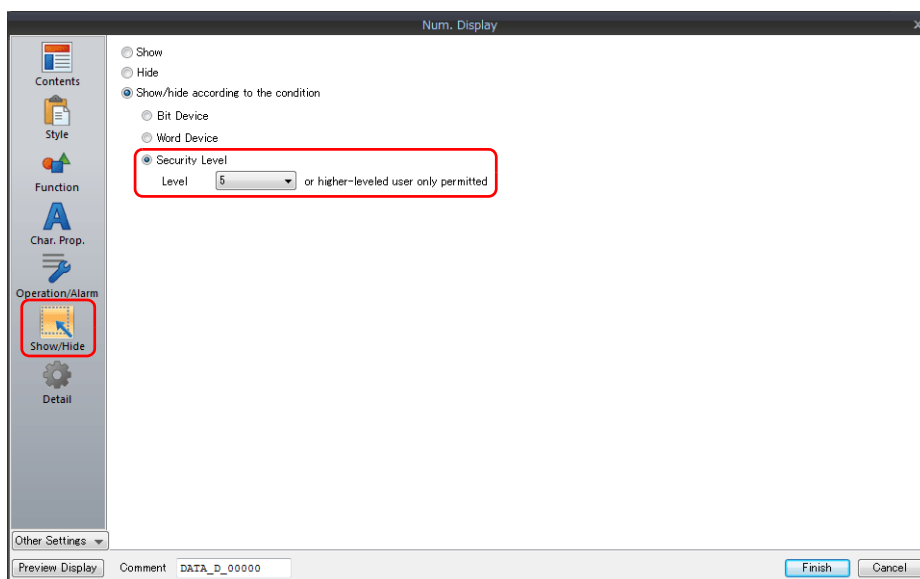 Num. Display
X
Contents
Style
Function
A
Char. Prop.
Operation/Alarm
Show/Hide
Detail
Other Settings
Show
Hide
Show/hide according to the condition
Bit Device
Word Device
Security Level
Level 5 or higher-leveled user only permitted
Preview Display Comment DATA_D_00000 Finish Cancel